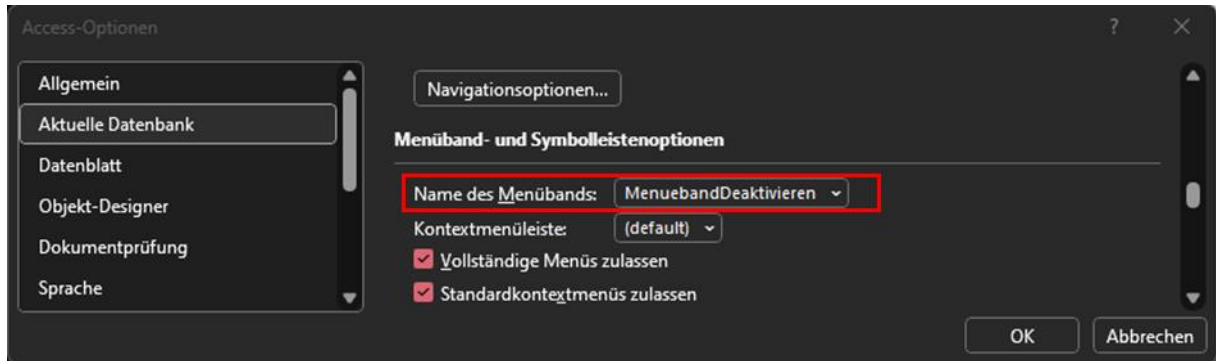 Access-Optionen
?
Allgemein
Aktuelle Datenbank
Datenblatt
Objekt-Designer
Dokumentprüfung
Sprache
Navigationsoptionen...
Menüband- und Symbolleistenoptionen
Name des Menübands: MenuebandDeaktivieren
Kontextmenüleiste: (default)
Vollständige Menüs zulassen
Standardkontextmenüs zulassen
OK Abbrechen